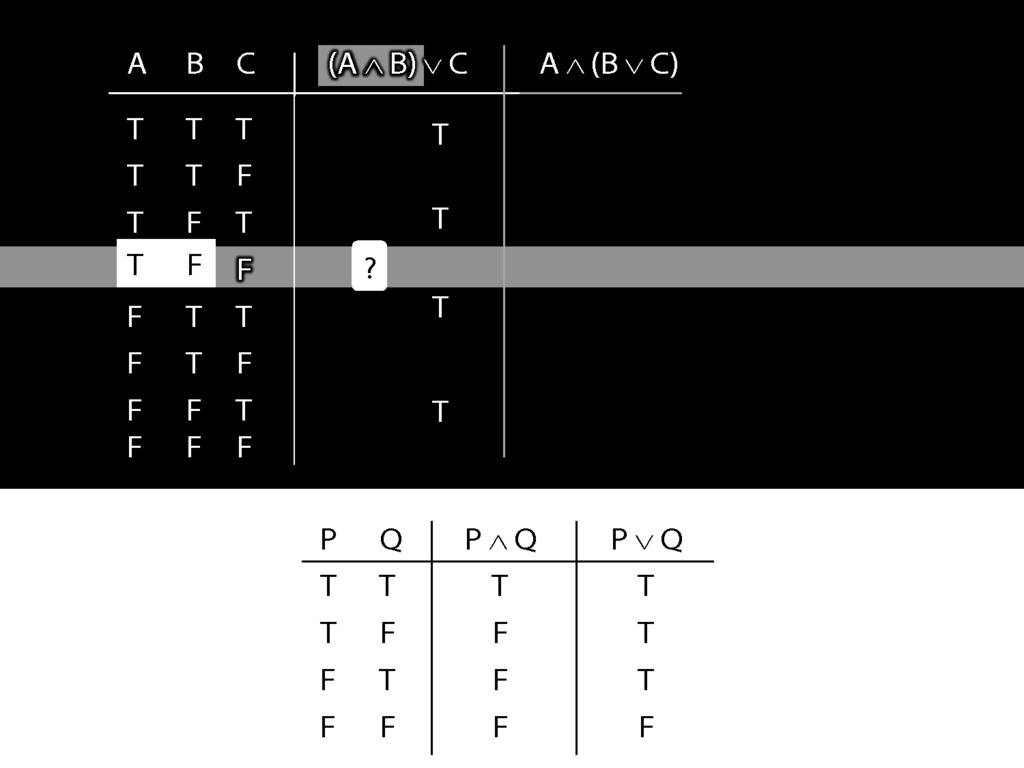 A B C (A ∧ B) ∨ C A ∧ (B ∨ C)
T T T T
T T F
T F T T
T F F ?
F T T T
F T F
F F T T
F F F
P Q P ∧ Q P ∨ Q
T T T T
T F F T
F T F T
F F F F